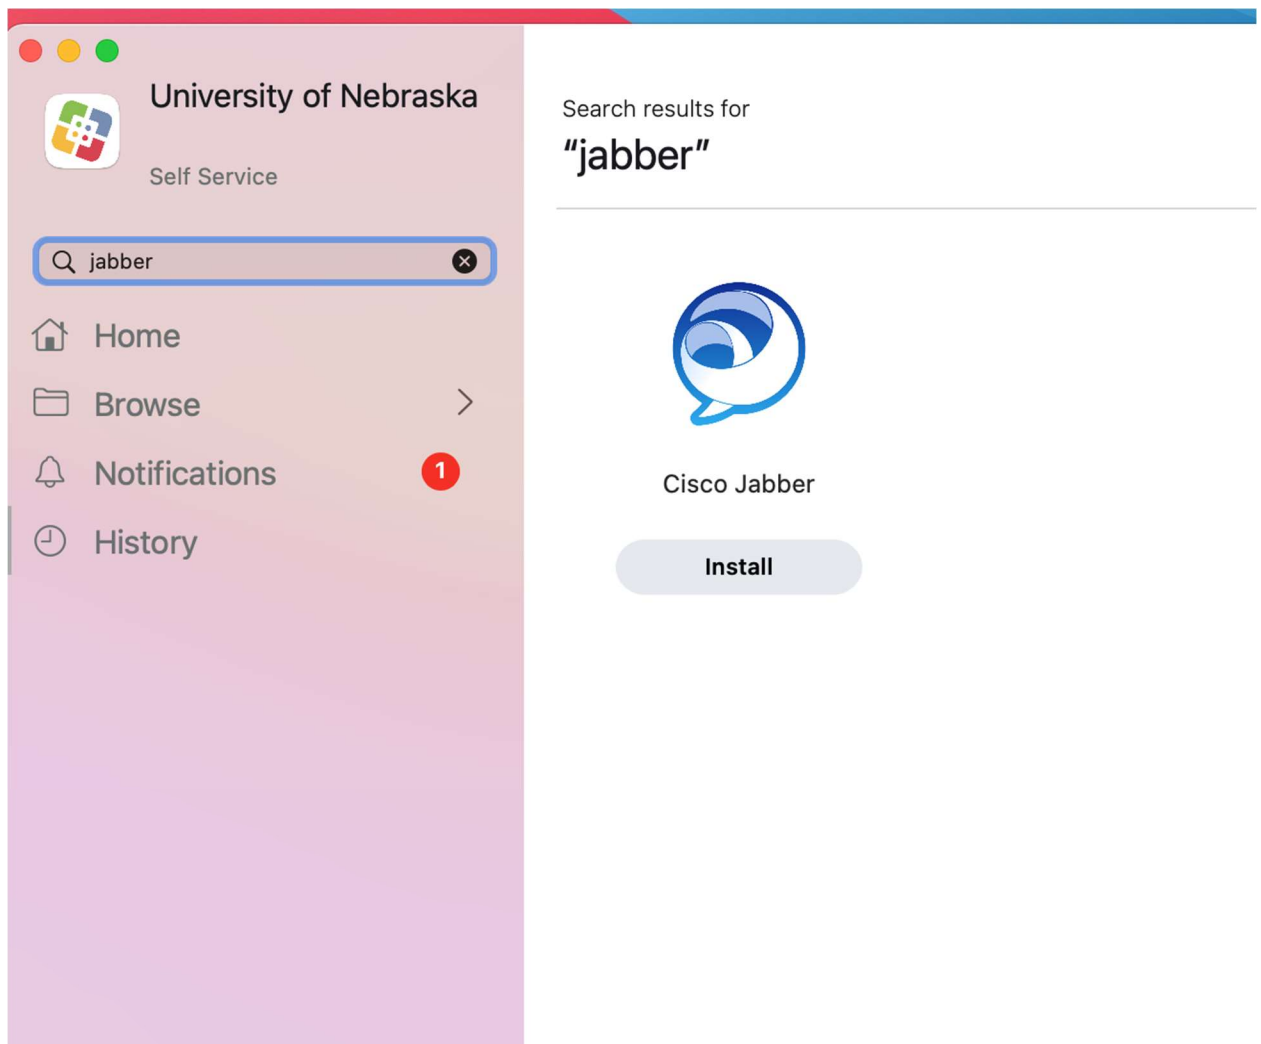 University of Nebraska
Self Service
jabber
Home
Browse
Notifications
1
History
Search results for
“jabber”
Cisco Jabber
Install